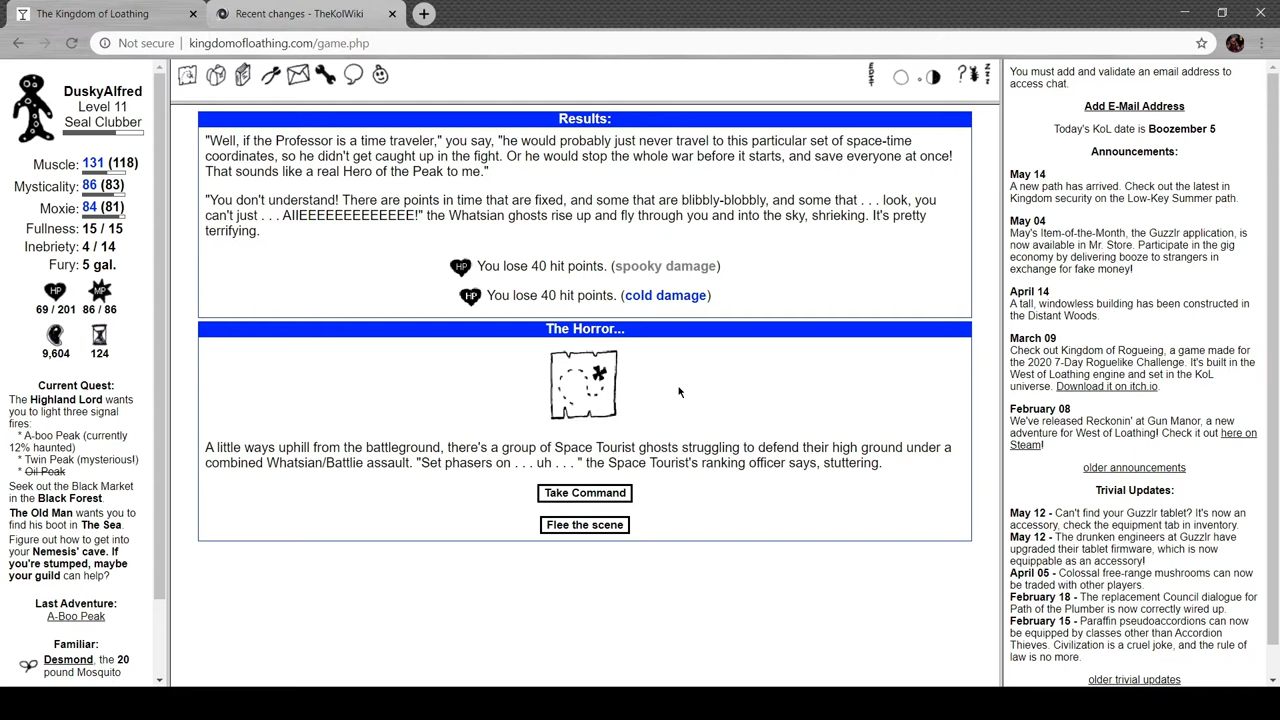 The Kingdom of Loathing
Recent changes - TheKolWiki
Not secure | kingdomofloathing.com/game.php
DuskyAlfred
Level 11
Seal Clubber
Muscle: 131 (118)
Mysticality: 86 (83)
Moxie: 84 (81)
Fullness: 15 / 15
Inebriety: 4 / 14
Fury: 5 gal.
HP
MP
69 / 201 86 / 86
9,604 124
Current Quest:
The Highland Lord wants
you to light three signal
fires:
* A-boo Peak (currently
12% haunted)
* Twin Peak (mysterious!)
* Oil Peak
Seek out the Black Market
in the Black Forest.
The Old Man wants you to
find his boot in The Sea.
Figure out how to get into
your Nemesis' cave. If
you're stumped, maybe
your guild can help?
Last Adventure:
A-Boo Peak
Familiar:
Desmond, the 20
pound Mosquito
Results:
"Well, if the Professor is a time traveler," you say, "he would probably just never travel to this particular set of space-time
coordinates, so he didn't get caught up in the fight. Or he would stop the whole war before it starts, and save everyone at once!
That sounds like a real Hero of the Peak to me."
"You don't understand! There are points in time that are fixed, and some that are blibbly-blobbly, and some that . . . look, you
can't just . . . AIIEEEEEEEEEEEEE!" the Whatsian ghosts rise up and fly through you and into the sky, shrieking. It's pretty
terrifying.
HP You lose 40 hit points. (spooky damage)
HP You lose 40 hit points. (cold damage)
The Horror...
A little ways uphill from the battleground, there's a group of Space Tourist ghosts struggling to defend their high ground under a
combined Whatsian/Battlie assault. "Set phasers on . . . uh . . . " the Space Tourist's ranking officer says, stuttering.
Take Command
Flee the scene
You must add and validate an email address to
access chat.
Add E-Mail Address
Today's KoL date is Boozember 5
Announcements:
May 14
A new path has arrived. Check out the latest in
Kingdom security on the Low-Key Summer path.
May 04
May's Item-of-the-Month, the Guzzlr application, is
now available in Mr. Store. Participate in the gig
economy by delivering booze to strangers in
exchange for fake money!
April 14
A tall, windowless building has been constructed in
the Distant Woods.
March 09
Check out Kingdom of Rogueing, a game made for
the 2020 7-Day Roguelike Challenge. It's built in the
West of Loathing engine and set in the KoL
universe. Download it on itch io.
February 08
We've released Reckonin' at Gun Manor, a new
adventure for West of Loathing! Check it out here on
Steam!
older announcements
Trivial Updates:
May 12 - Can't find your Guzzlr tablet? It's now an
accessory, check the equipment tab in inventory.
May 12 - The drunken engineers at Guzzlr have
upgraded their tablet firmware, which is now
equippable as an accessory!
April 05 - Colossal free-range mushrooms can now
be traded with other players.
February 18 - The replacement Council dialogue for
Path of the Plumber is now correctly wired up.
February 15 - Paraffin pseudoaccordions can now
be equipped by classes other than Accordion
Thieves. Civilization is a cruel joke, and the rule of
law is no more.
older trivial updates